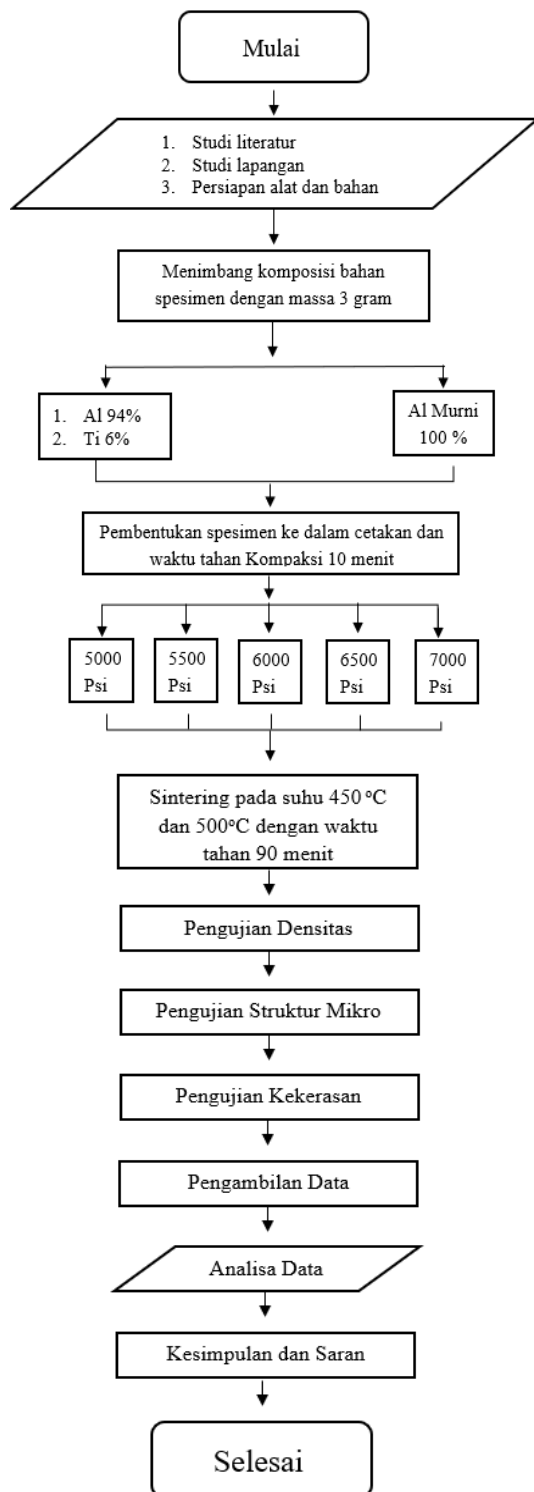 Mulai
1. Studi literatur
2. Studi lapangan
3. Persiapan alat dan bahan
Menimbang komposisi bahan
spesimen dengan massa 3 gram
1. Al 94%
2. Ti 6%
Al Murni
100 %
Pembentukan spesimen ke dalam cetakan dan
waktu tahan Kompaksi 10 menit
5000
Psi
5500
Psi
6000
Psi
6500
Psi
7000
Psi
Sintering pada suhu 450 °C
dan 500°C dengan waktu
tahan 90 menit
Pengujian Densitas
Pengujian Struktur Mikro
Pengujian Kekerasan
Pengambilan Data
Analisa Data
Kesimpulan dan Saran
Selesai